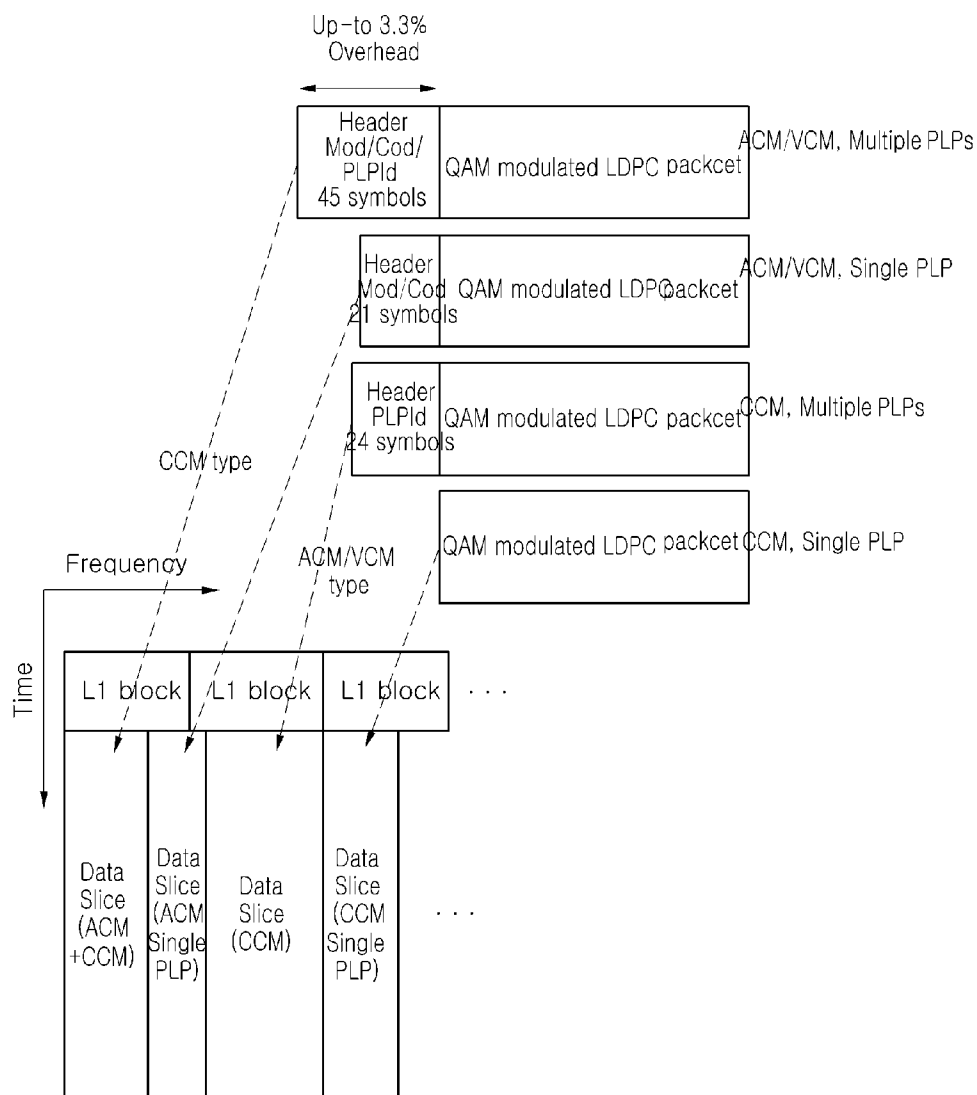 Up-to 3.3%
Overhead
Header
Mod/Cod/
PLPId
45 symbols
QAM modulated LDPC packcet
ACM/VCM, Multiple PLPs
Header
Mod/Cod
21 symbols
QAM modulated LDPC packcet
ACM/VCM, Single PLP
Header
PLPId
24 symbols
QAM modulated LDPC packcet
CCM, Multiple PLPs
CCM type
QAM modulated LDPC packcet
CCM, Single PLP
ACM/VCM
type
Frequency
Time
L1 block
L1 block
L1 block
. . .
Data
Slice
(ACM
+CCM)
Data
Slice
(ACM
Single
PLP)
Data
Slice
(CCM)
Data
Slice
(CCM
Single
PLP)
. . .